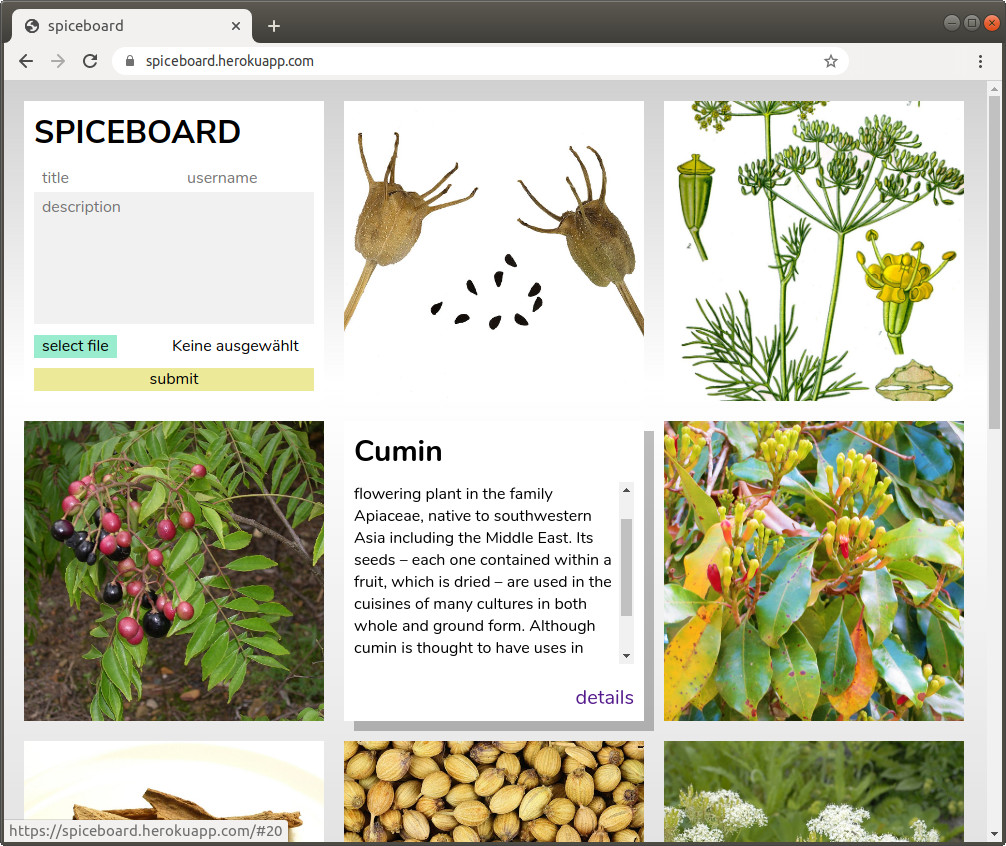 spiceboard
spiceboard.herokuapp.com
SPICEBOARD
title username
description
select file Keine ausgewählt
submit
Cumin
flowering plant in the family
Apiaceae, native to southwestern
Asia including the Middle East. Its
seeds – each one contained within a
fruit, which is dried – are used in the
cuisines of many cultures in both
whole and ground form. Although
cumin is thought to have uses in
details
https://spiceboard.herokuapp.com/#20